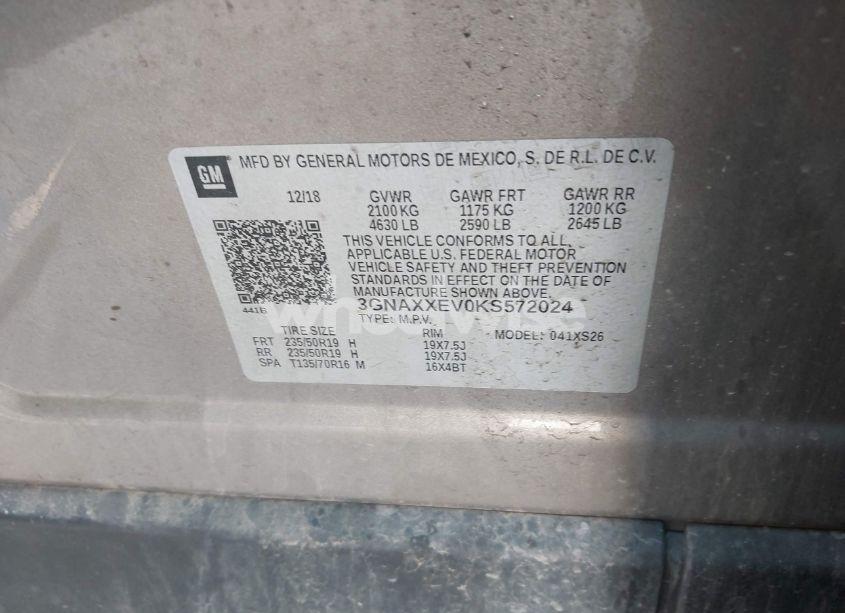 GM
MFD BY GENERAL MOTORS DE MEXICO, S. DE R.L. DE C.V.
12/18 GVWR GAWR FRT GAWR RR
2100 KG 1175 KG 1200 KG
4630 LB 2590 LB 2645 LB
THIS VEHICLE CONFORMS TO ALL
APPLICABLE U.S. FEDERAL MOTOR
VEHICLE SAFETY AND THEFT PREVENTION
STANDARDS IN EFFECT ON THE DATE OF
MANUFACTURE SHOWN ABOVE.
4416 3GNAXXEV0KS572024
TYPE: M.P.V.
TIRE SIZE RIM MODEL: 041XS26
FRT 235/50R19 H 19X7.5J
RR 235/50R19 H 19X7.5J
SPA T135/70R16 M 16X4BT